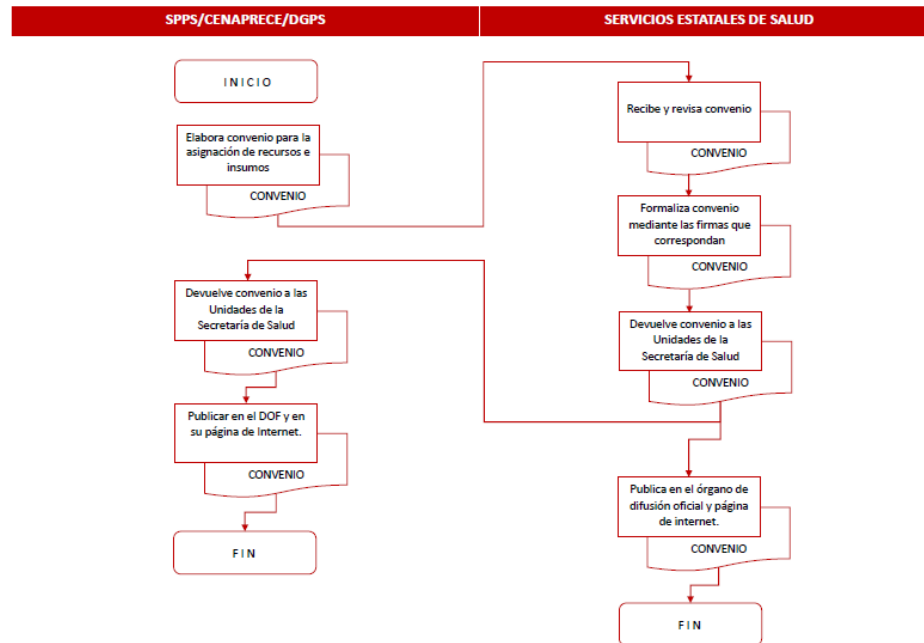 SPPS/CENAPRECE/DGPS
SERVICIOS ESTATALES DE SALUD
INICIO
Elabora convenio para la
asignación de recursos e
insumos
CONVENIO
Recibe y revisa convenio
CONVENIO
Formaliza convenio
mediante las firmas que
correspondan
CONVENIO
Devuelve convenio a las
Unidades de la
Secretaría de Salud
CONVENIO
Devuelve convenio a las
Unidades de la
Secretaría de Salud
CONVENIO
Publicar en el DOF y en
su página de Internet.
CONVENIO
FIN
Publica en el órgano de
difusión oficial y página
de internet.
CONVENIO
FIN